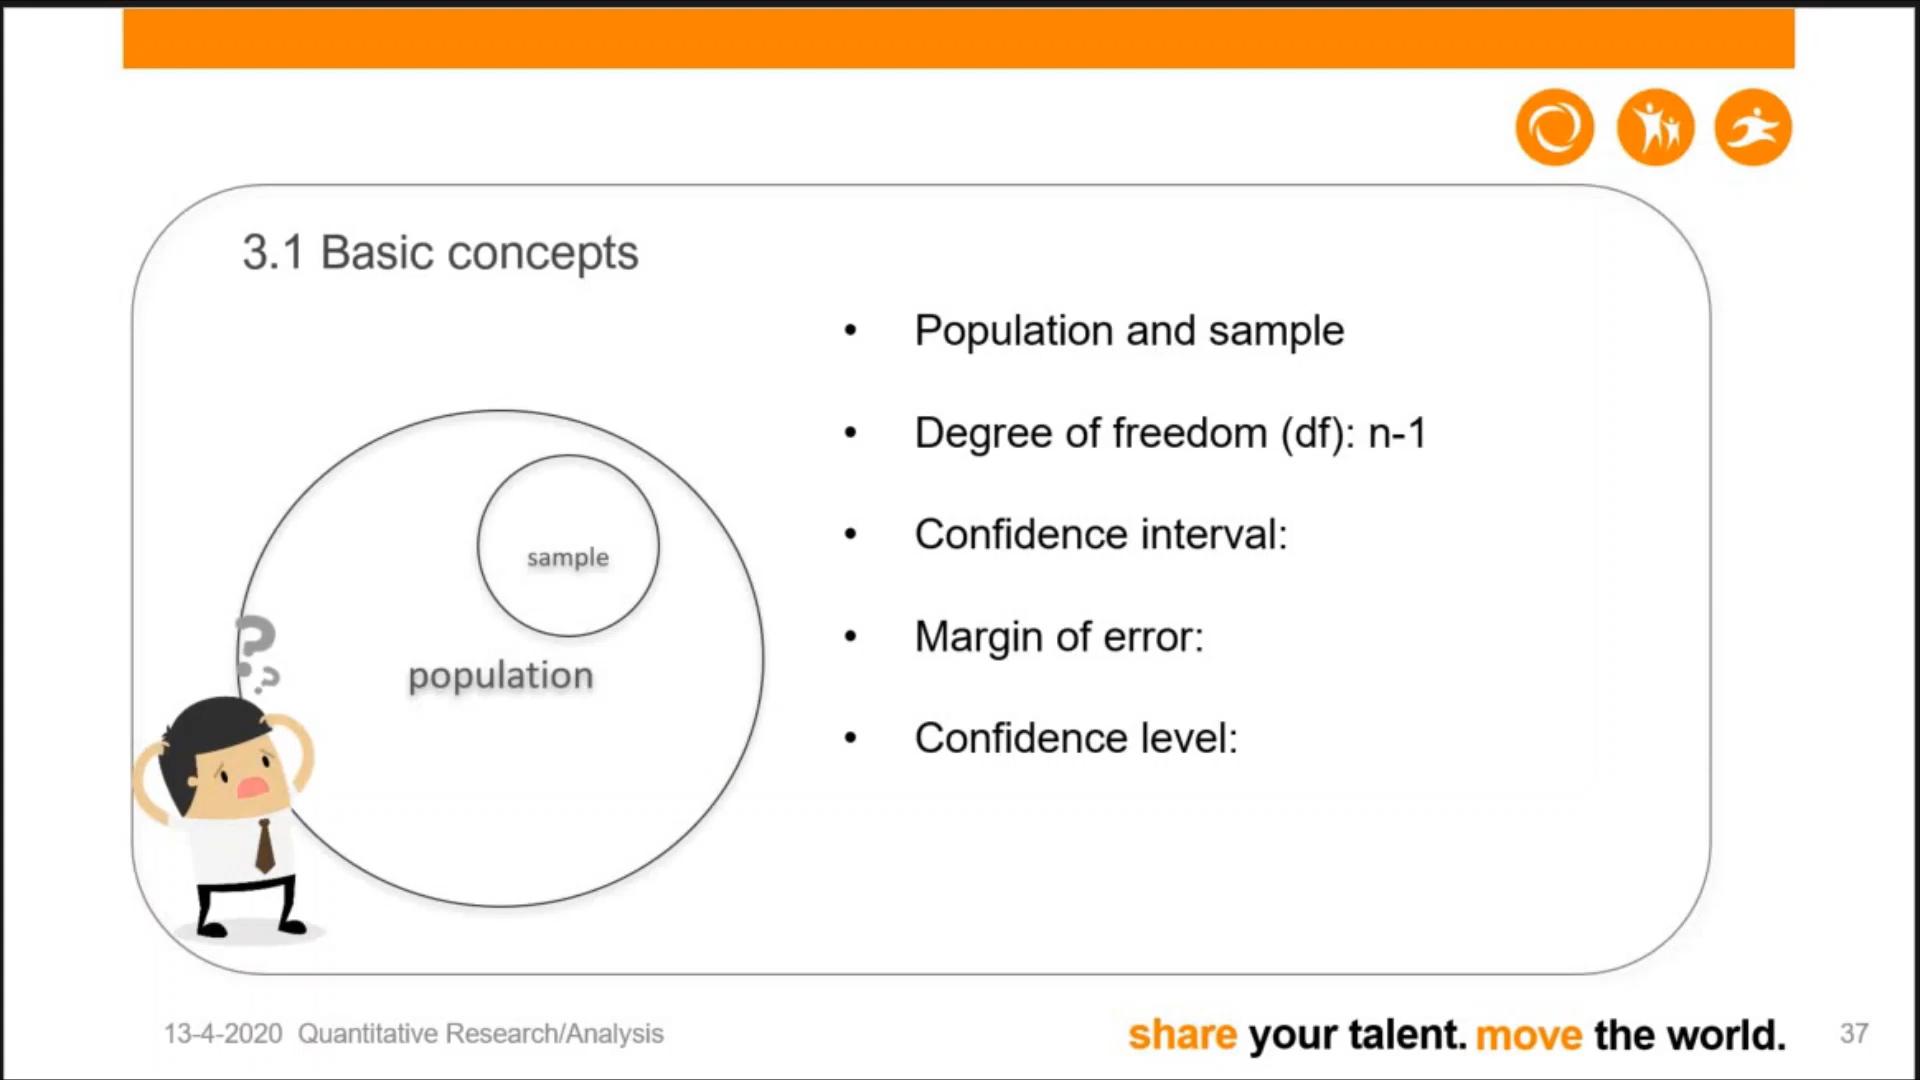 3.1 Basic concepts
• Population and sample
• Degree of freedom (df): n-1
• Confidence interval:
• Margin of error:
• Confidence level:
sample
population
? ? ?
13-4-2020 Quantitative Research/Analysis
share your talent. move the world.
37